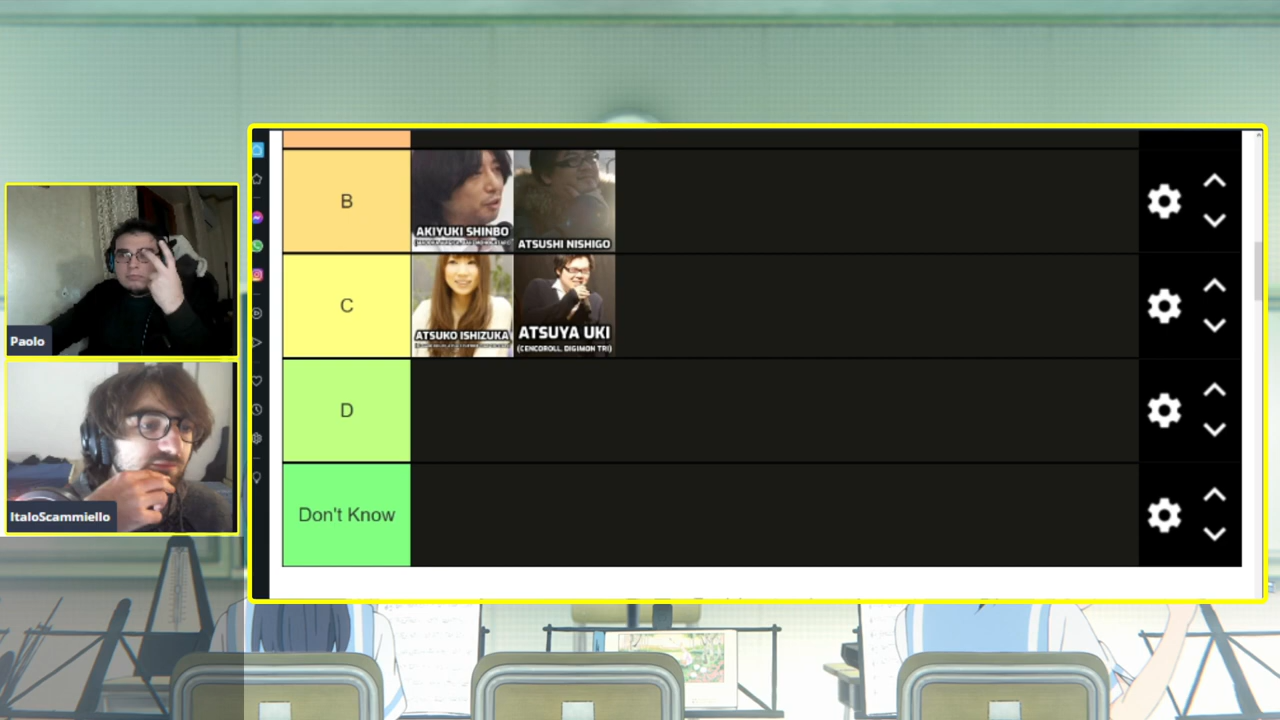 Paolo
ItaloScammiello
B
AKIYUKI SHINBO
ATSUSHI NISHIGO
C
ATSUKO ISHIZUKA
ATSUYA UKI
(CENCOROLL, DIGIMON TRI)
D
Don't Know